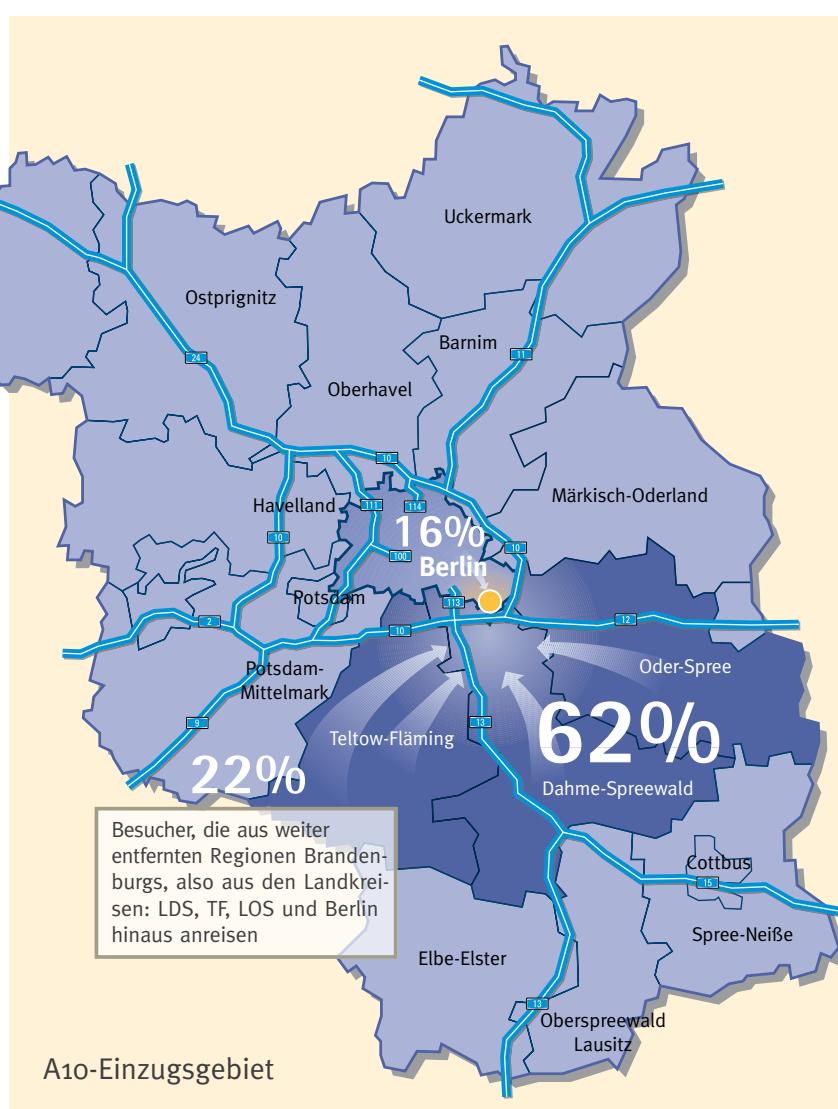 Uckermark
Ostprignitz
Barnim
24
11
Oberhavel
10
Märkisch-Oderland
Havelland
111
114
16%
10
100
10
Berlin
Potsdam
113
2
10
12
Potsdam-
Mittelmark
Oder-Spree
9
13
62%
Teltow-Fläming
22%
Dahme-Spreewald
Besucher, die aus weiter
entfernten Regionen Branden-
burgs, also aus den Landkrei-
sen: LDS, TF, LOS und Berlin
hinaus anreisen
Cottbus
15
Spree-Neiße
Elbe-Elster
13
Oberspreewald
Lausitz
A10-Einzugsgebiet